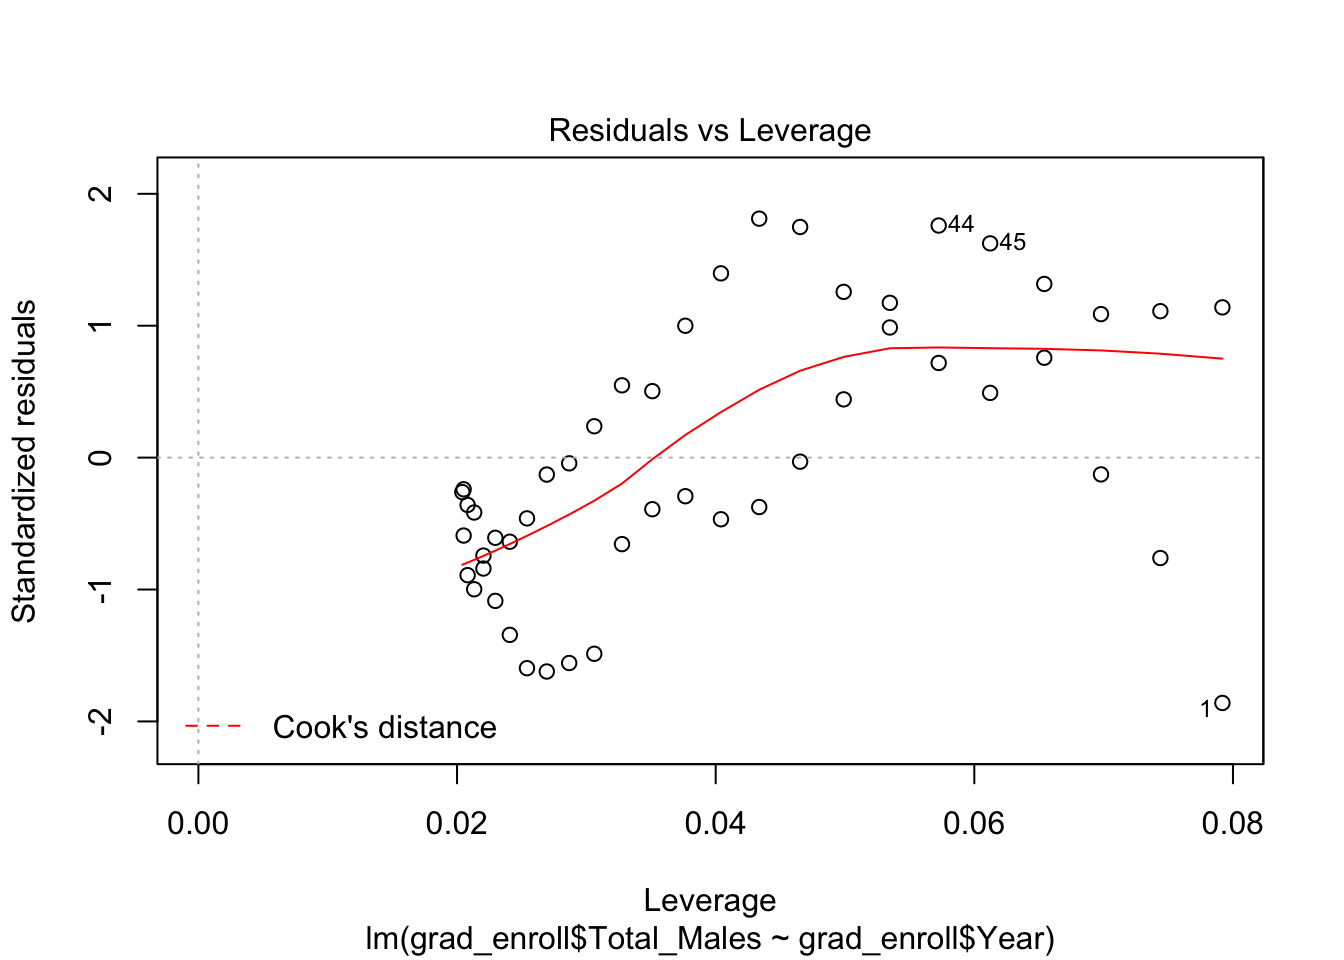 Residuals vs Leverage
Standardized residuals
2
1
0
-1
-2
44
45
1
Cook's distance
0.00 0.02 0.04 0.06 0.08
Leverage
lm(grad_enroll$Total_Males ~ grad_enroll$Year)